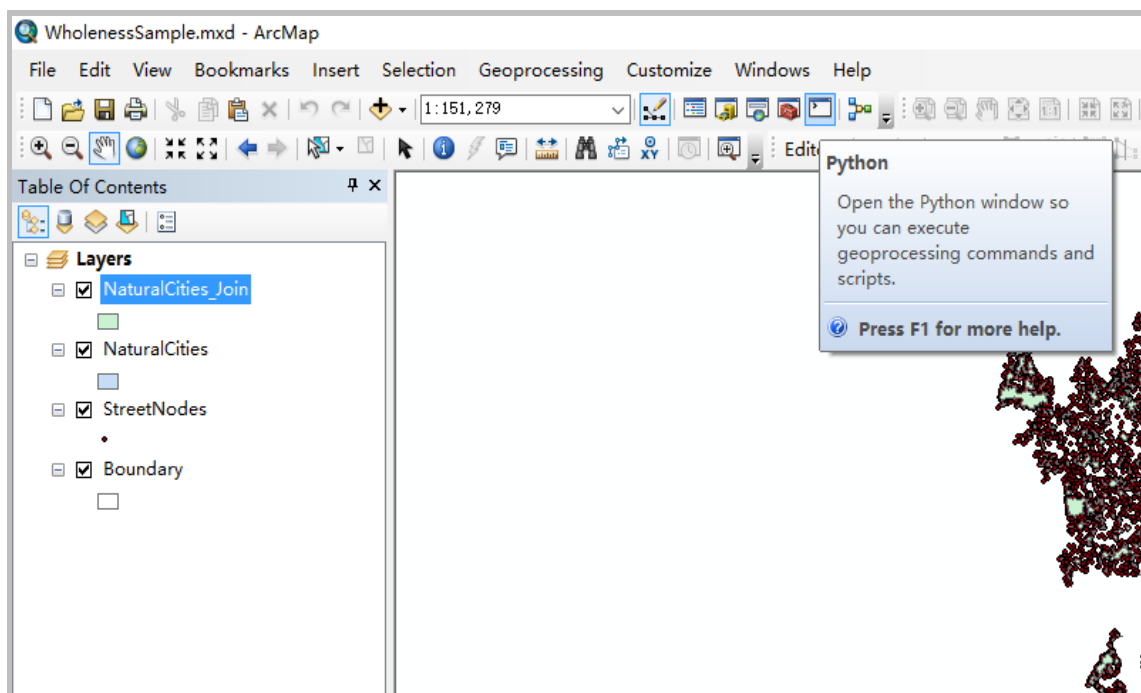 WholenessSample.mxd - ArcMap
File Edit View Bookmarks Insert Selection Geoprocessing Customize Windows Help
1:151,279
XY
Table Of Contents
Python
Open the Python window so
you can execute
geoprocessing commands and
scripts.
Press F1 for more help.
Layers
NaturalCities_Join
NaturalCities
StreetNodes
Boundary